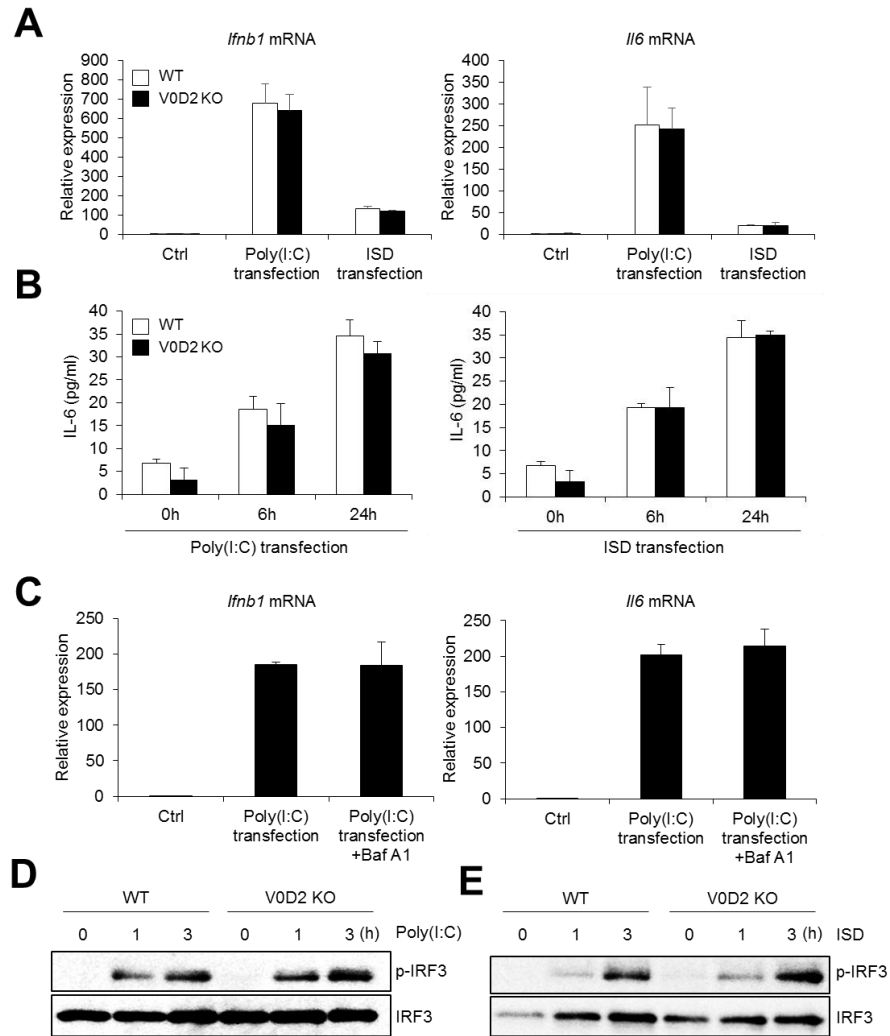 A
Ifnb1 mRNA
Relative expression
900
800
700
600
500
400
300
200
100
0
WT
V0D2 KO
Ctrl
Poly(I:C)
transfection
ISD
transfection
Il6 mRNA
Relative expression
400
350
300
250
200
150
100
50
0
Ctrl
Poly(I:C)
transfection
ISD
transfection
B
IL-6 (pg/ml)
40
35
30
25
20
15
10
5
0
WT
V0D2 KO
0h 6h 24h
Poly(I:C) transfection
IL-6 (pg/ml)
40
35
30
25
20
15
10
5
0
0h 6h 24h
ISD transfection
C
Ifnb1 mRNA
Relative expression
250
200
150
100
50
0
Ctrl
Poly(I:C)
transfection
Poly(I:C)
transfection
+Baf A1
Il6 mRNA
Relative expression
250
200
150
100
50
0
Ctrl
Poly(I:C)
transfection
Poly(I:C)
transfection
+Baf A1
D
WT V0D2 KO
0 1 3 0 1 3 (h) Poly(I:C)
p-IRF3
IRF3
E
WT V0D2 KO
0 1 3 0 1 3 (h) ISD
p-IRF3
IRF3